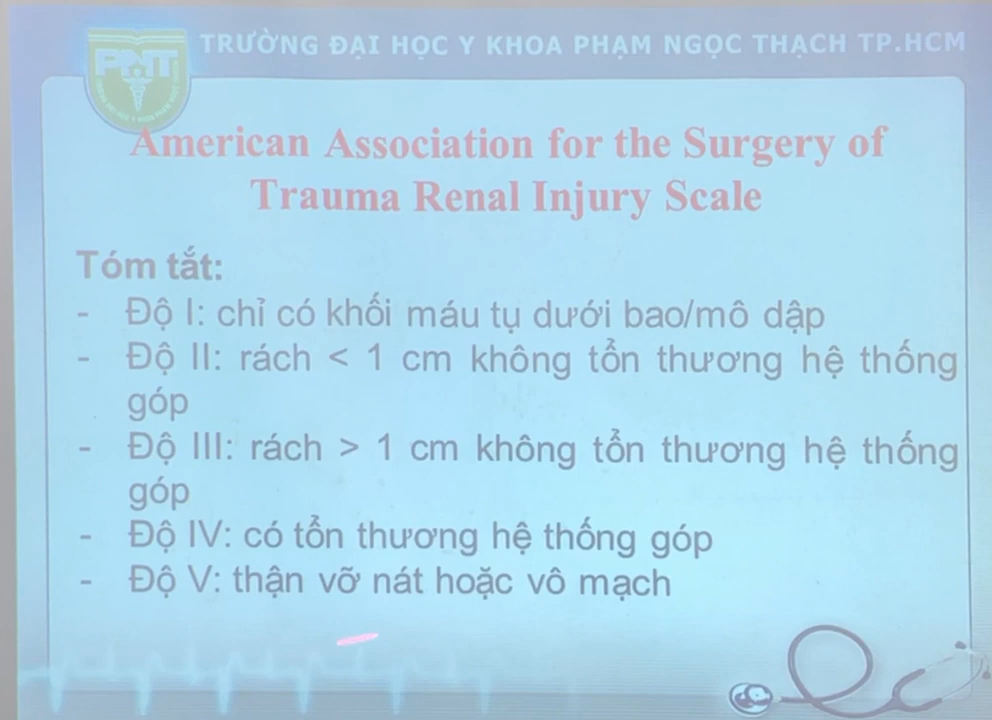 TRƯỜNG ĐẠI HỌC Y KHOA PHẠM NGỌC THẠCH TP.HCM
PNT
American Association for the Surgery of
Trauma Renal Injury Scale
Tóm tắt:
- Độ I: chỉ có khối máu tụ dưới bao/mô dập
- Độ II: rách < 1 cm không tổn thương hệ thống
góp
- Độ III: rách > 1 cm không tổn thương hệ thống
góp
- Độ IV: có tổn thương hệ thống góp
- Độ V: thận vỡ nát hoặc vô mạch